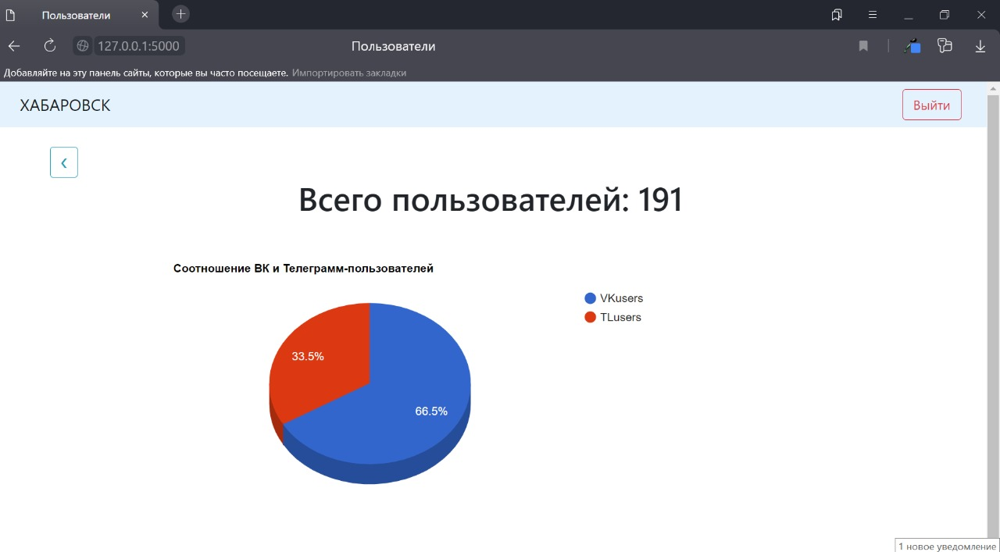 Пользователи
127.0.0.1:5000
Пользователи
Добавляйте на эту панель сайты, которые вы часто посещаете. Импортировать закладки
ХАБАРОВСК
Выйти
Всего пользователей: 191
Соотношение ВК и Телеграмм-пользователей
VKusers
TLusers
33.5%
66.5%
1 новое уведомление